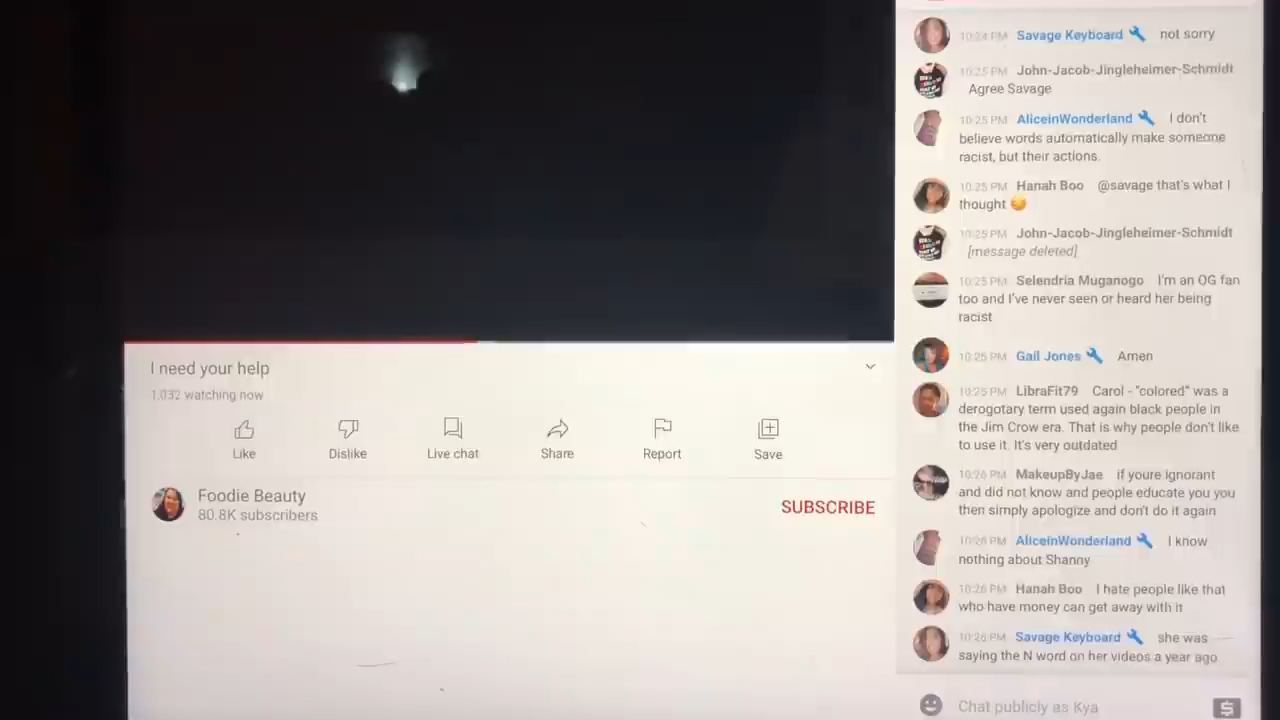 10:24 PM Savage Keyboard not sorry
10:25 PM John-Jacob-Jingleheimer-Schmidt
Agree Savage
10:25 PM AliceinWonderland I don't
believe words automatically make someone
racist, but their actions.
10:25 PM Hanah Boo @savage that's what I
thought
10:25 PM John-Jacob-Jingleheimer-Schmidt
[message deleted]
10:25 PM Selendria Muganogo I'm an OG fan
too and I've never seen or heard her being
racist
10:25 PM Gail Jones Amen
10:25 PM LibraFit79 Carol - "colored" was a
derogotary term used again black people in
the Jim Crow era. That is why people don't like
to use it. It's very outdated
10:26 PM MakeupByJae if youre ignorant
and did not know and people educate you you
then simply apologize and don't do it again
10:26 PM AliceinWonderland I know
nothing about Shanny
10:26 PM Hanah Boo I hate people like that
who have money can get away with it
10:26 PM Savage Keyboard she was
saying the N word on her videos a year ago
Chat publicly as Kya
I need your help
1,032 watching now
Like Dislike Live chat Share Report Save
Foodie Beauty
80.8K subscribers
SUBSCRIBE